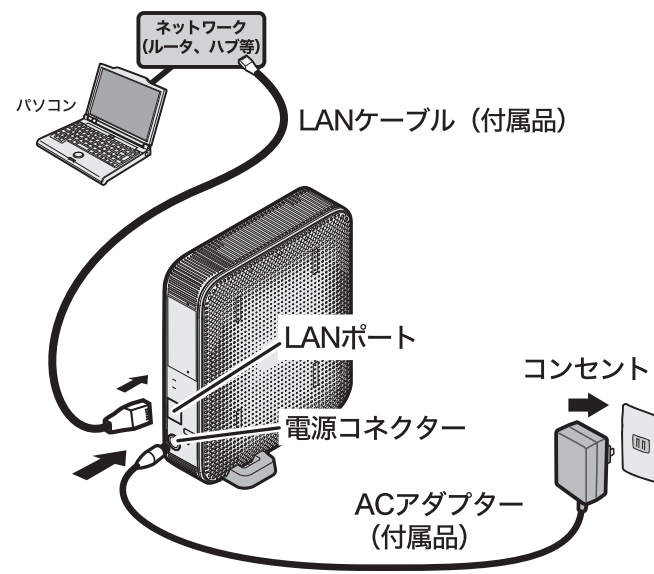 ネットワーク
(ルータ、ハブ等)
パソコン
LANケーブル（付属品）
LANポート
コンセント
電源コネクター
ACアダプター
（付属品）